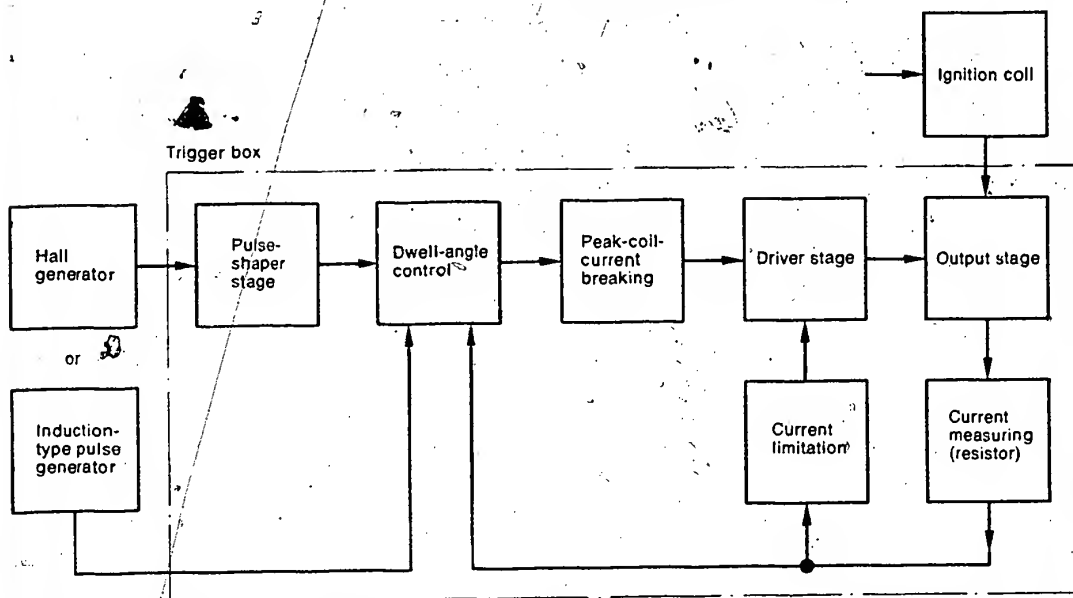 3
Ignition coil
Trigger box
Hall
generator
Pulse-
shaper
stage
Dwell-angle
control
Peak-coil-
current
breaking
Driver stage
Output stage
or
Induction-
type pulse
generator
Current
limitation
Current
measuring
(resistor)